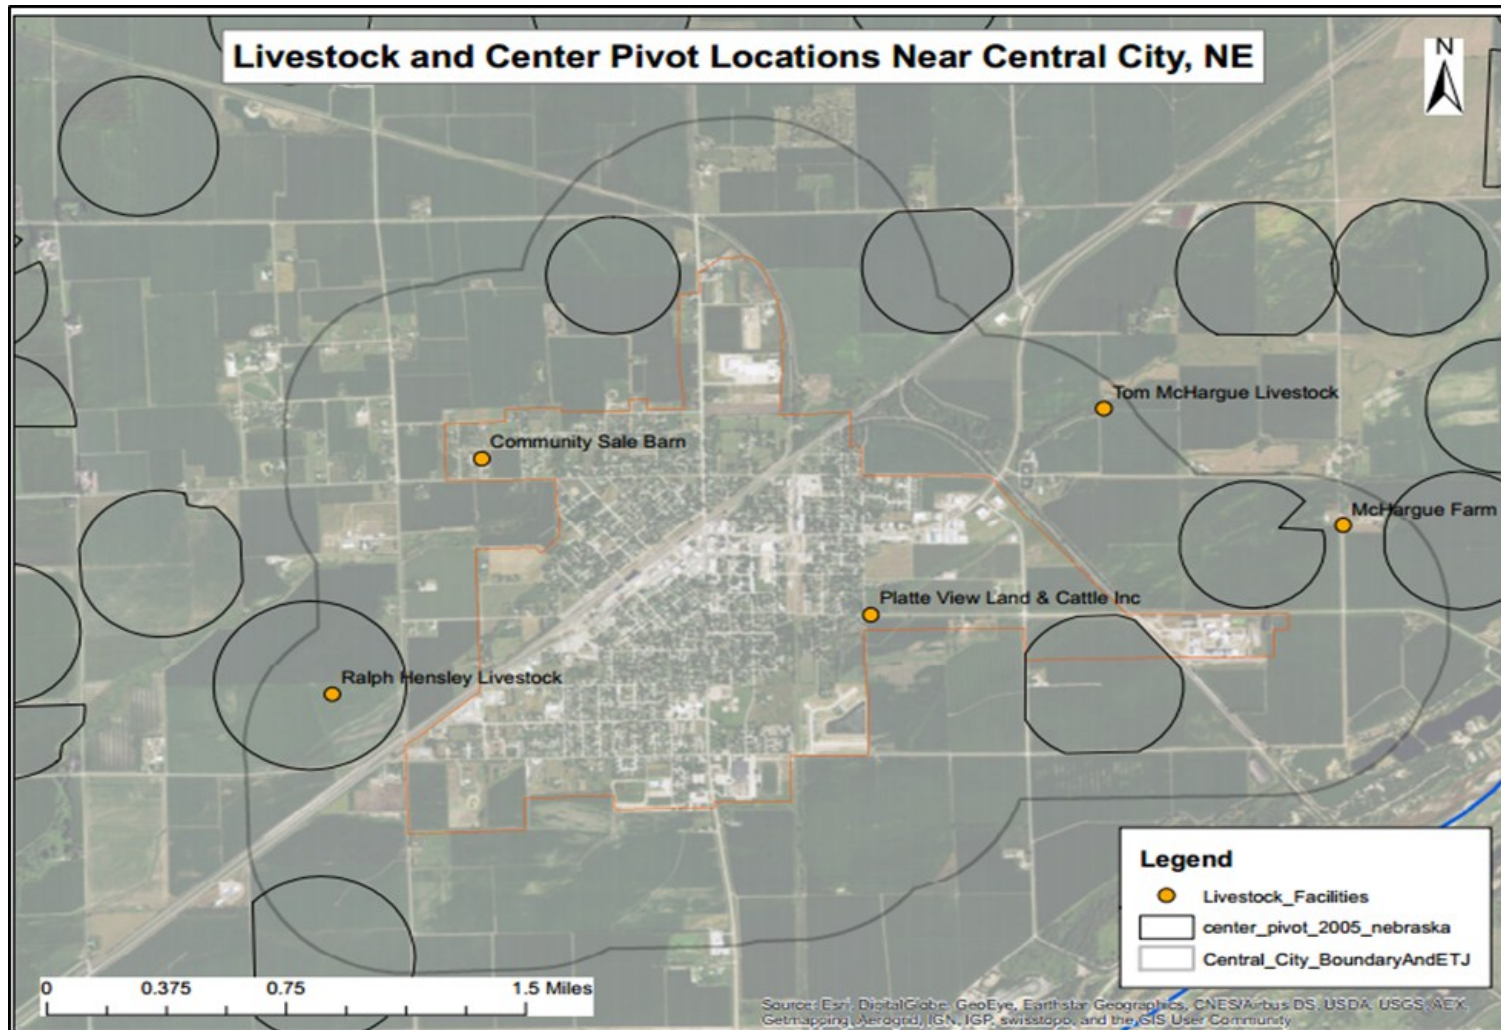 Livestock and Center Pivot Locations Near Central City, NE
N
Tom McHargue Livestock
Community Sale Barn
McHargue Farm
Platte View Land & Cattle Inc
Ralph Hensley Livestock
Legend
Livestock_Facilities
center_pivot_2005_nebraska
Central_City_BoundaryAndETJ
0 0.375 0.75 1.5 Miles
Source: Esri, DigitalGlobe, GeoEye, Earthstar Geographics, CNES/Airbus DS, USDA, USGS, AEX,
Getmapping, Aerogrid, IGN, IGP, swisstopo, and the GIS User Community